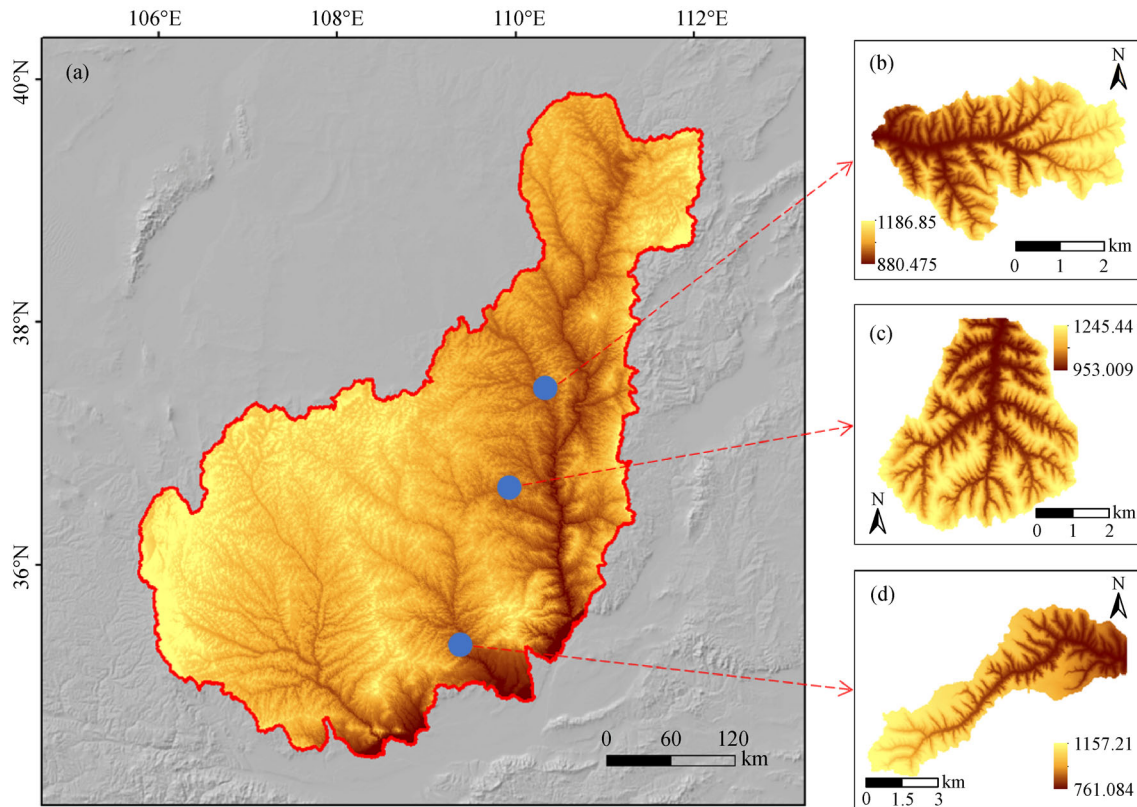 106°E 108°E 110°E 112°E
40°N
38°N
36°N
(a)
0 60 120
km
(b)
N
1186.85
880.475
km
0 1 2
(c)
1245.44
953.009
N
km
0 1 2
(d)
N
1157.21
761.084
km
0 1.5 3